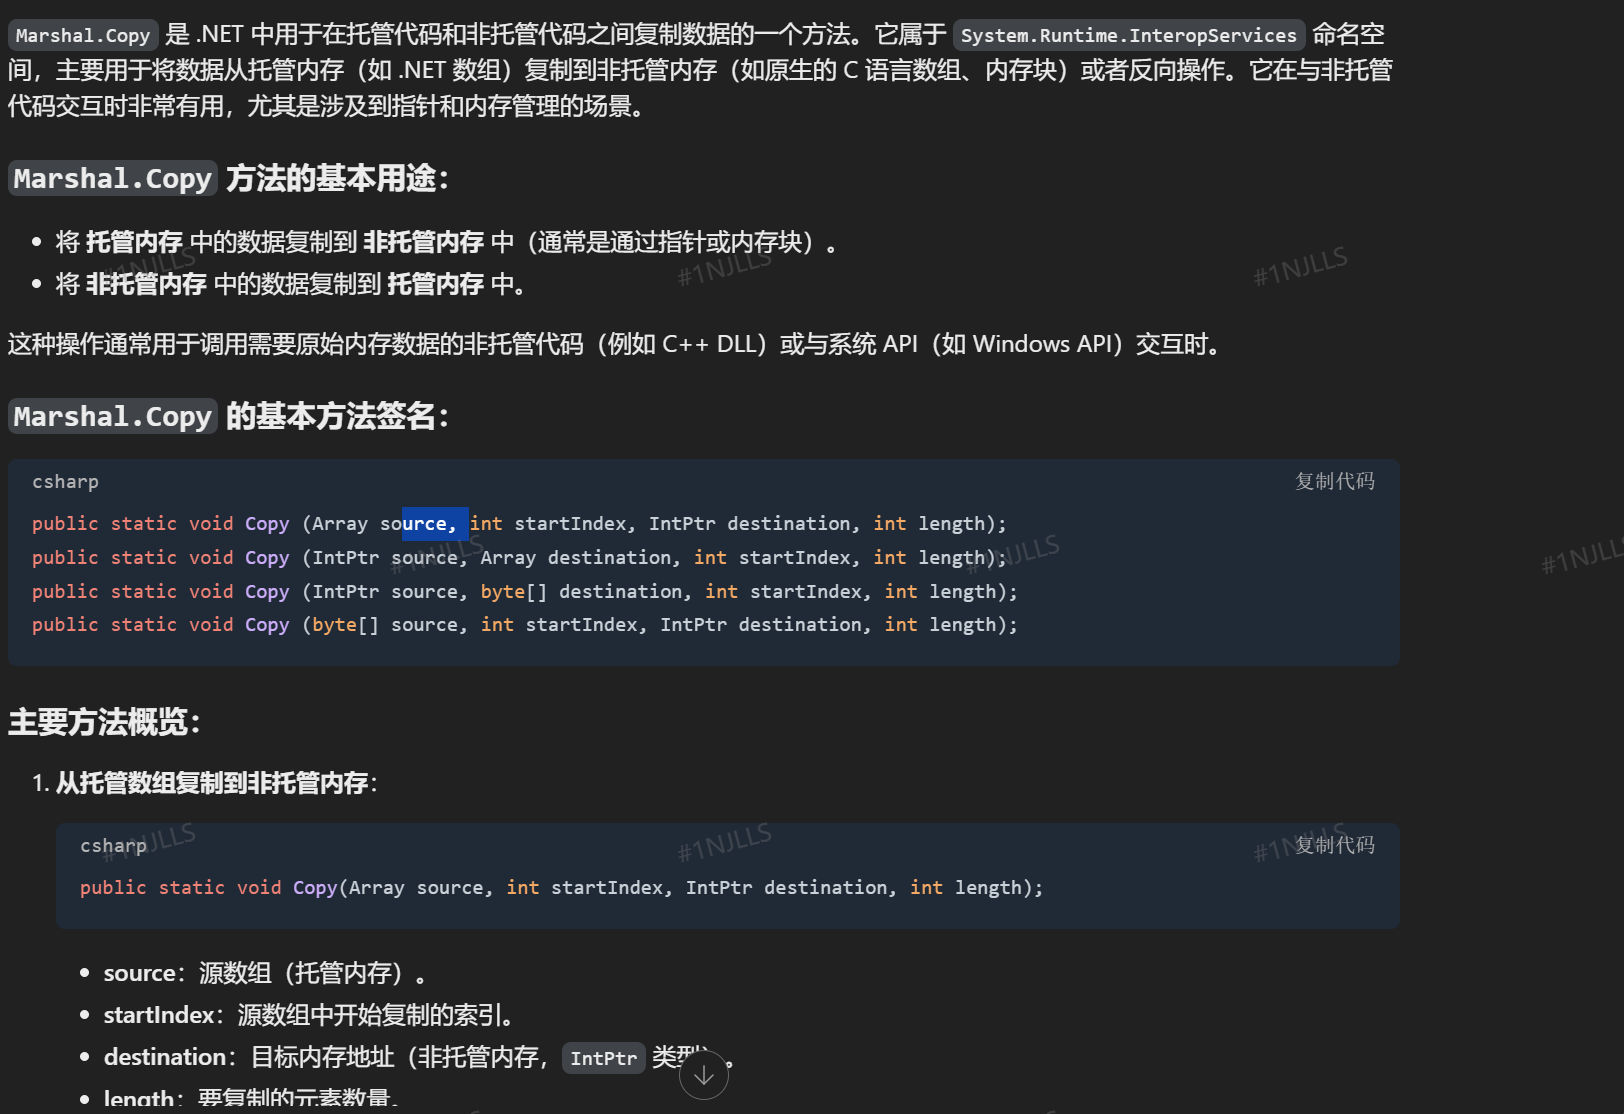 Marshal.Copy 是 .NET 中用于在托管代码和非托管代码之间复制数据的一个方法。它属于 System.Runtime.InteropServices 命名空
间，主要用于将数据从托管内存（如 .NET 数组）复制到非托管内存（如原生的 C 语言数组、内存块）或者反向操作。它在与非托管
代码交互时非常有用，尤其是涉及到指针和内存管理的场景。
Marshal.Copy 方法的基本用途：
• 将 托管内存 中的数据复制到 非托管内存 中（通常是通过指针或内存块）。
• 将 非托管内存 中的数据复制到 托管内存 中。
#1NJLLS #1NJLLS #1NJLLS
这种操作通常用于调用需要原始内存数据的非托管代码（例如 C++ DLL）或与系统 API（如 Windows API）交互时。
Marshal.Copy 的基本方法签名：
csharp 复制代码
public static void Copy (Array source, int startIndex, IntPtr destination, int length);
public static void Copy (IntPtr source, Array destination, int startIndex, int length);
#1NJLLS #1NJLLS #1NJLLS
public static void Copy (IntPtr source, byte[] destination, int startIndex, int length);
public static void Copy (byte[] source, int startIndex, IntPtr destination, int length);
主要方法概览：
1. 从托管数组复制到非托管内存：
csharp 复制代码
#1NJLLS #1NJLLS #1NJLLS
public static void Copy(Array source, int startIndex, IntPtr destination, int length);
• source：源数组（托管内存）。
• startIndex：源数组中开始复制的索引。
• destination：目标内存地址（非托管内存，IntPtr 类型）。
• length：要复制的元素数量。